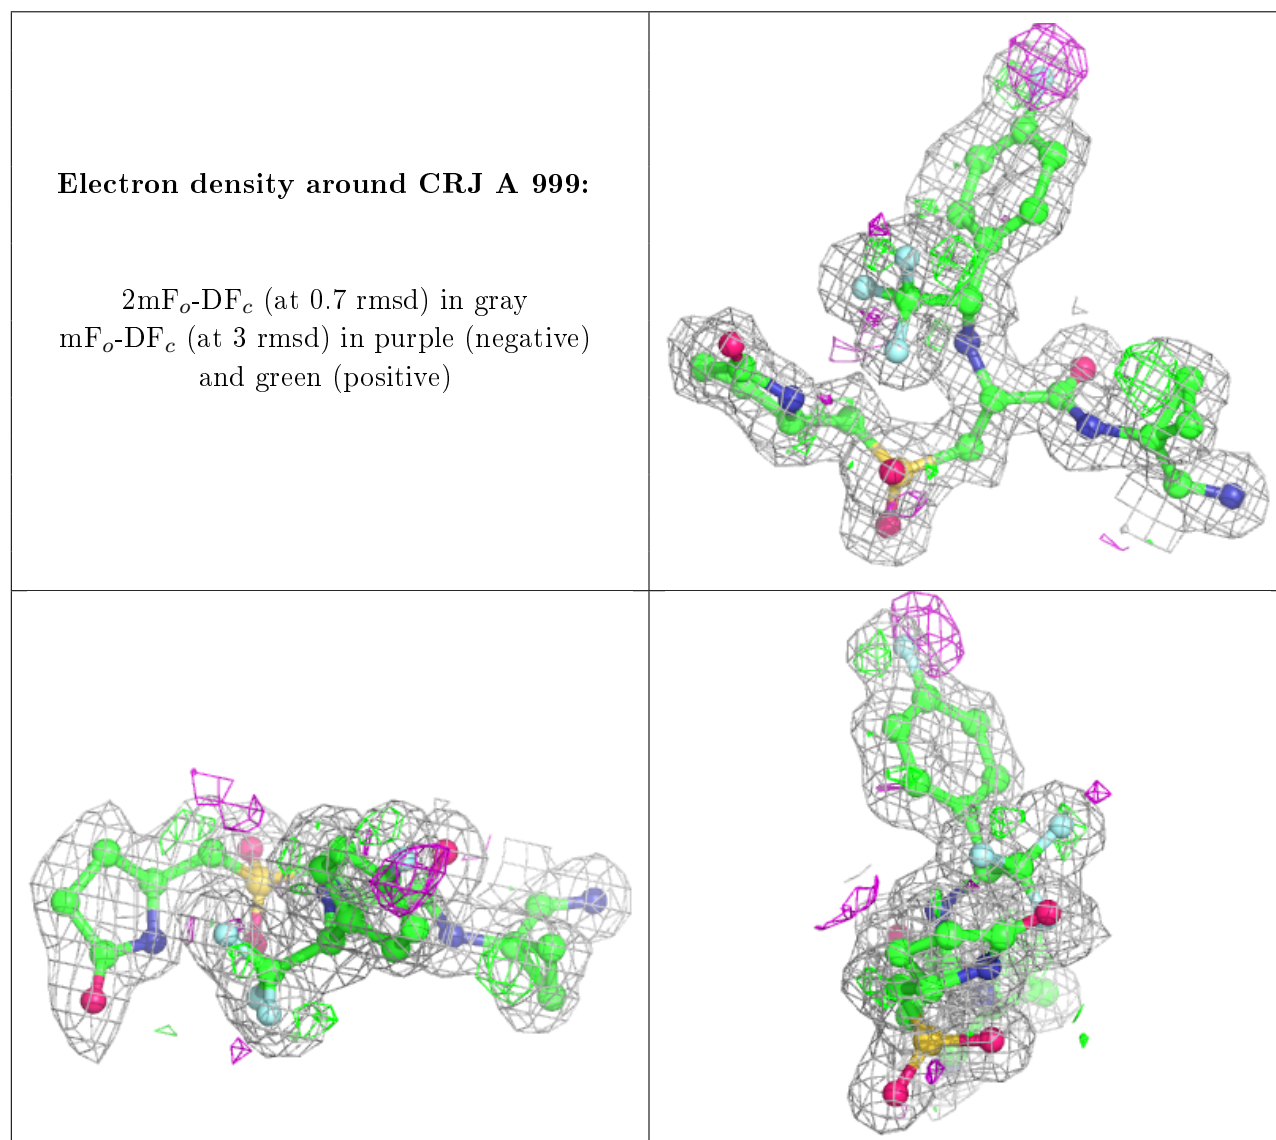 Electron density around CRJ A 999:
2mFo-DFc (at 0.7 rmsd) in gray
mFo-DFc (at 3 rmsd) in purple (negative)
and green (positive)